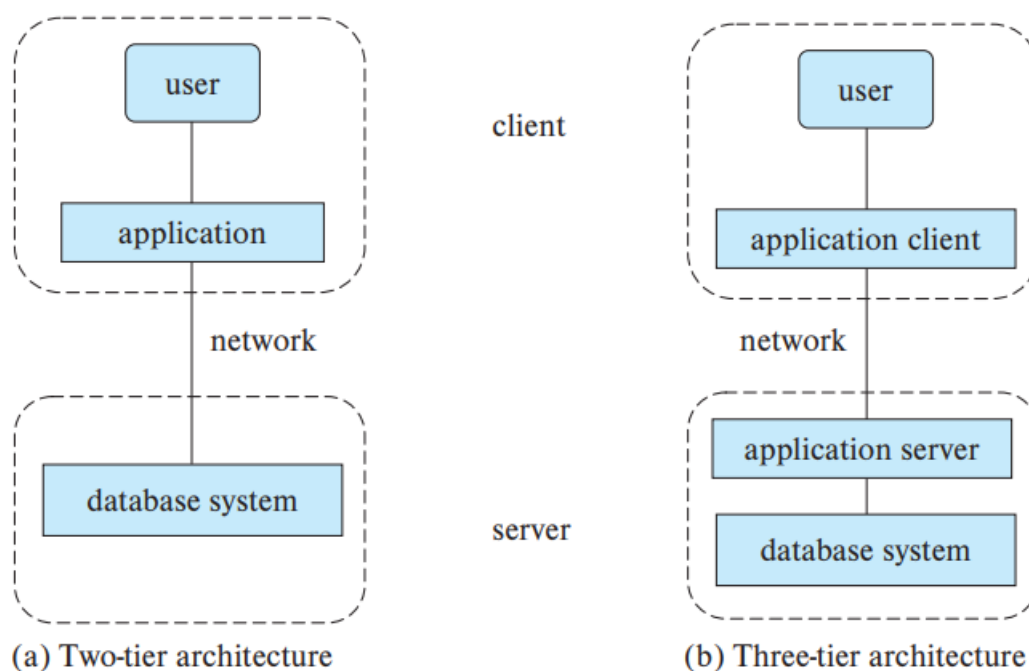 user
application
network
database system
(a) Two-tier architecture
client
server
user
application client
network
application server
database system
(b) Three-tier architecture